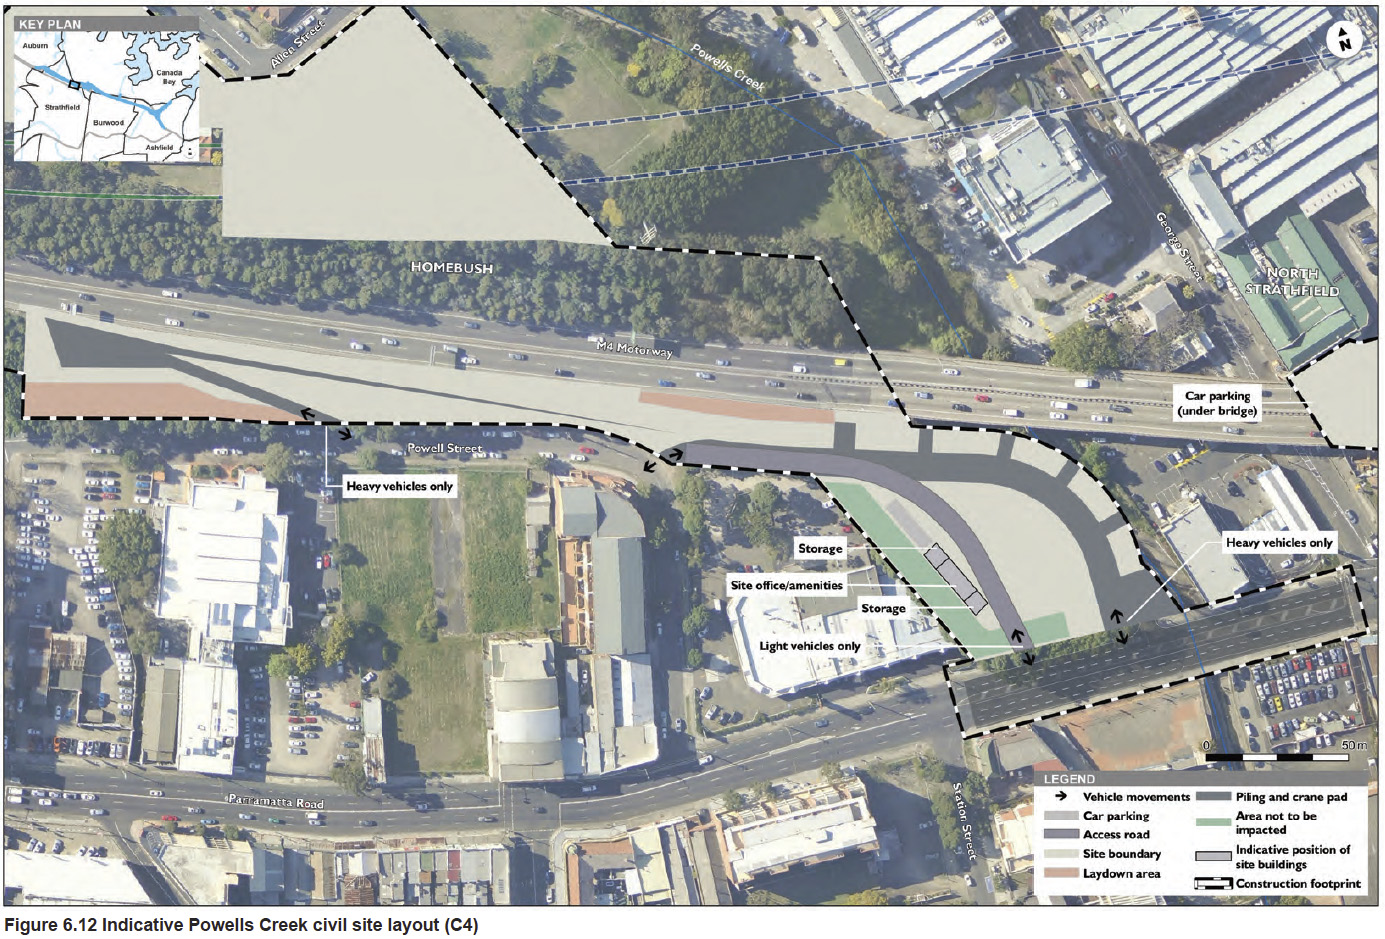 KEY PLAN
Auburn
Canada
Bay
Strathfield
Burwood
Ashfield
Allen Street
Powells Creek
N
George Street
NORTH
STRATHFIELD
HOMEBUSH
M4 Motorway
Car parking
(under bridge)
Powell Street
Heavy vehicles only
Heavy vehicles only
Storage
Site office/amenities
Storage
Light vehicles only
Parramatta Road
Station Street
0
50 m
LEGEND
Vehicle movements
Car parking
Access road
Site boundary
Laydown area
Piling and crane pad
Area not to be
impacted
Indicative position of
site buildings
Construction footprint
Figure 6.12 Indicative Powells Creek civil site layout (C4)